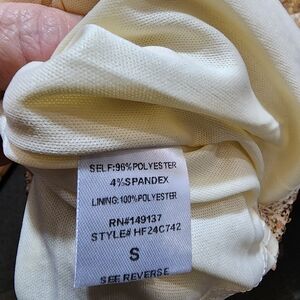 SELF:96%POLYESTER
4%SPANDEX
LINING:100%POLYESTER
RN#149137
STYLE# HF24C742
S
SEE REVERSE